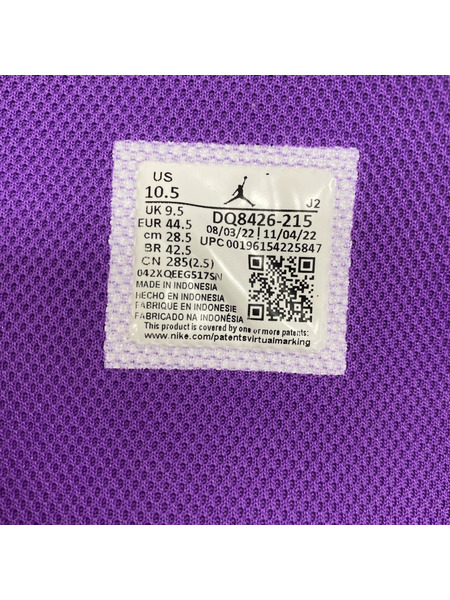 US
10.5
J2
UK 9.5
DQ8426-215
EUR 44.5
08/03/22 | 11/04/22
cm 28.5
UPC 00196154225847
BR 42.5
CN 285(2.5)
042XQEEG517SN
MADE IN INDONESIA
HECHO EN INDONESIA
FABRIQUE EN INDONESIE
FABRICADO NA INDONÉSIA
This product is covered by one or more patents:
www.nike.com/patentsvirtualmarking